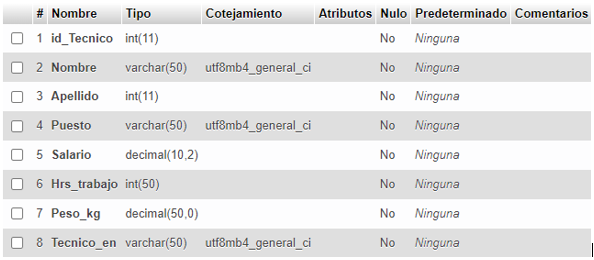 # Nombre Tipo Cotejamiento Atributos Nulo Predeterminado Comentarios
1 id_Tecnico int(11) No Ninguna
2 Nombre varchar(50) utf8mb4_general_ci No Ninguna
3 Apellido int(11) No Ninguna
4 Puesto varchar(50) utf8mb4_general_ci No Ninguna
5 Salario decimal(10,2) No Ninguna
6 Hrs_trabajo int(50) No Ninguna
7 Peso_kg decimal(50,0) No Ninguna
8 Tecnico_en varchar(50) utf8mb4_general_ci No Ninguna